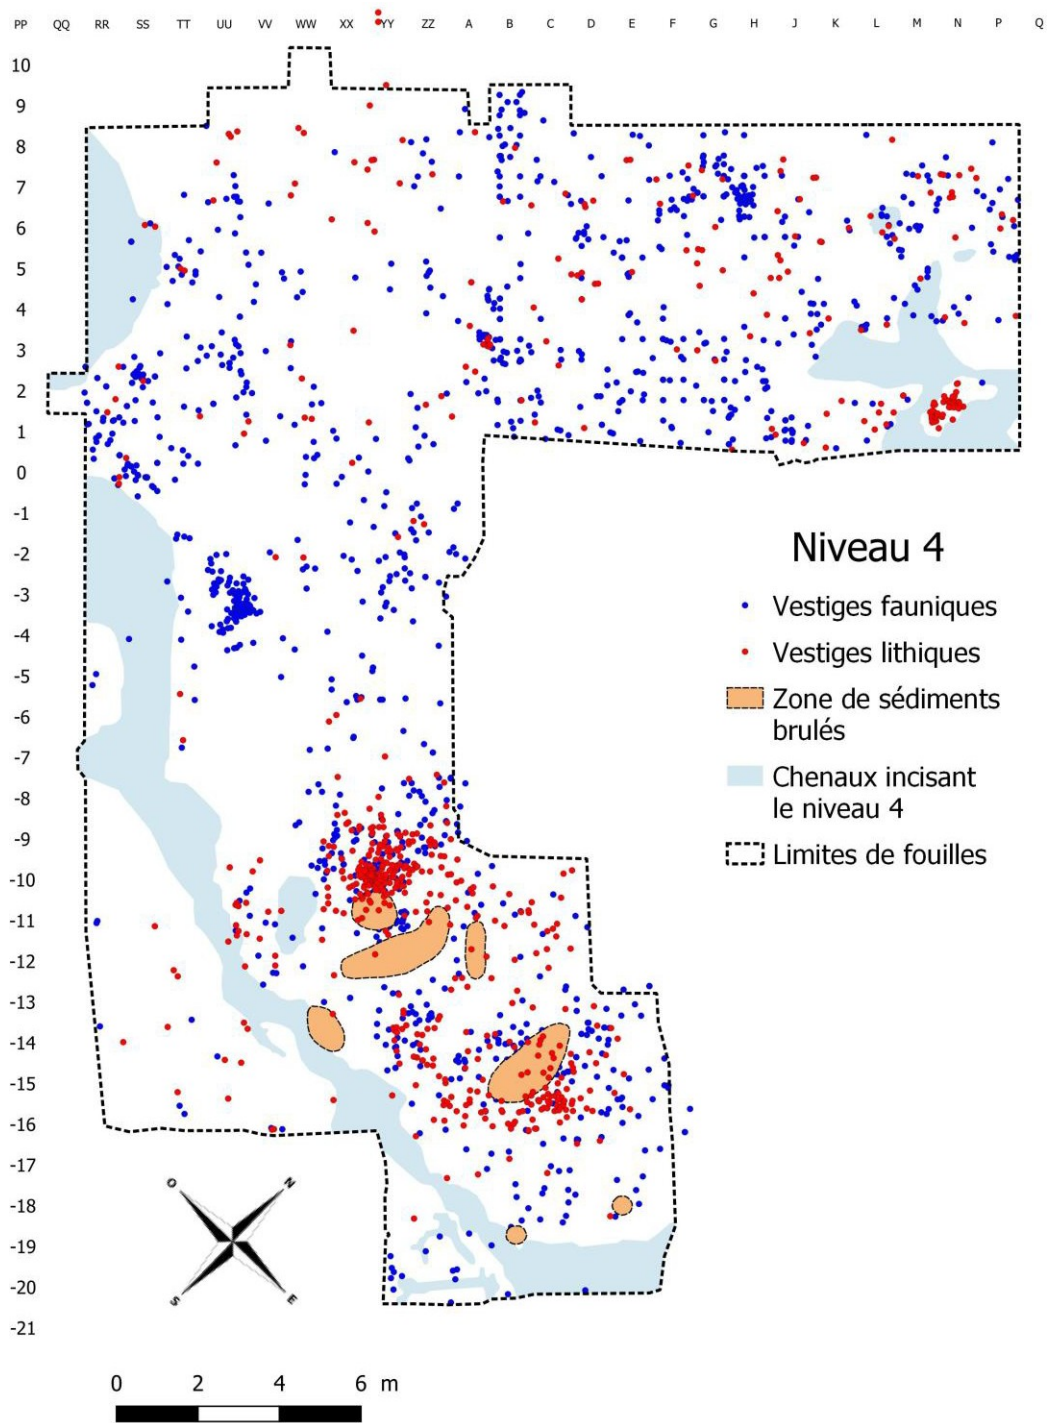 PP QQ RR SS TT UU VV WW XX YY ZZ A B C D E F G H J K L M N P Q
10
9
8
7
6
5
4
3
2
1
0
-1
-2
-3
-4
-5
-6
-7
-8
-9
-10
-11
-12
-13
-14
-15
-16
-17
-18
-19
-20
-21
Niveau 4
Vestiges fauniques
Vestiges lithiques
Zone de sédiments
brulés
Chenaux incisant
le niveau 4
Limites de fouilles
O N
S E
0 2 4 6 m